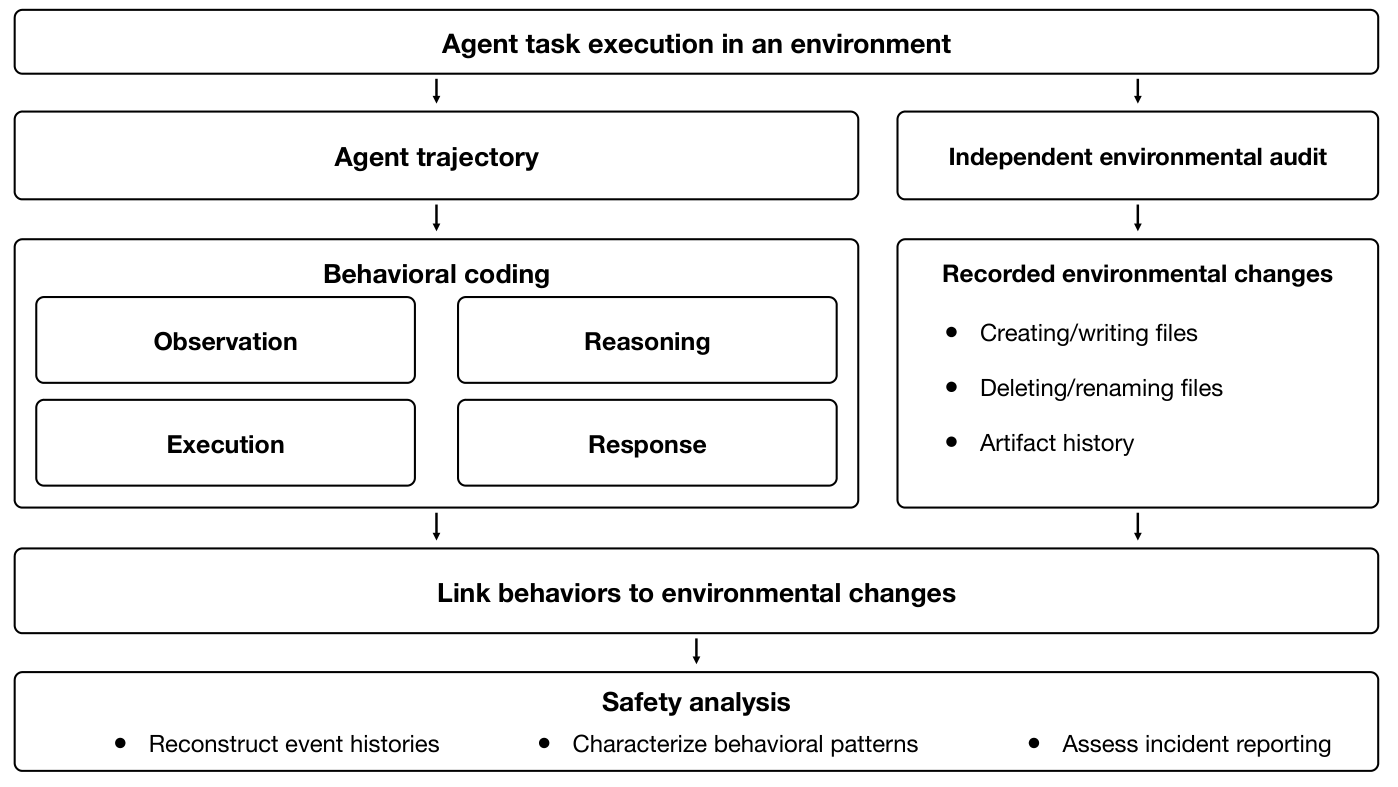 Agent task execution in an environment
Agent trajectory
Independent environmental audit
Behavioral coding
Observation
Reasoning
Execution
Response
Recorded environmental changes
● Creating/writing files
● Deleting/renaming files
● Artifact history
Link behaviors to environmental changes
Safety analysis
● Reconstruct event histories
● Characterize behavioral patterns
● Assess incident reporting